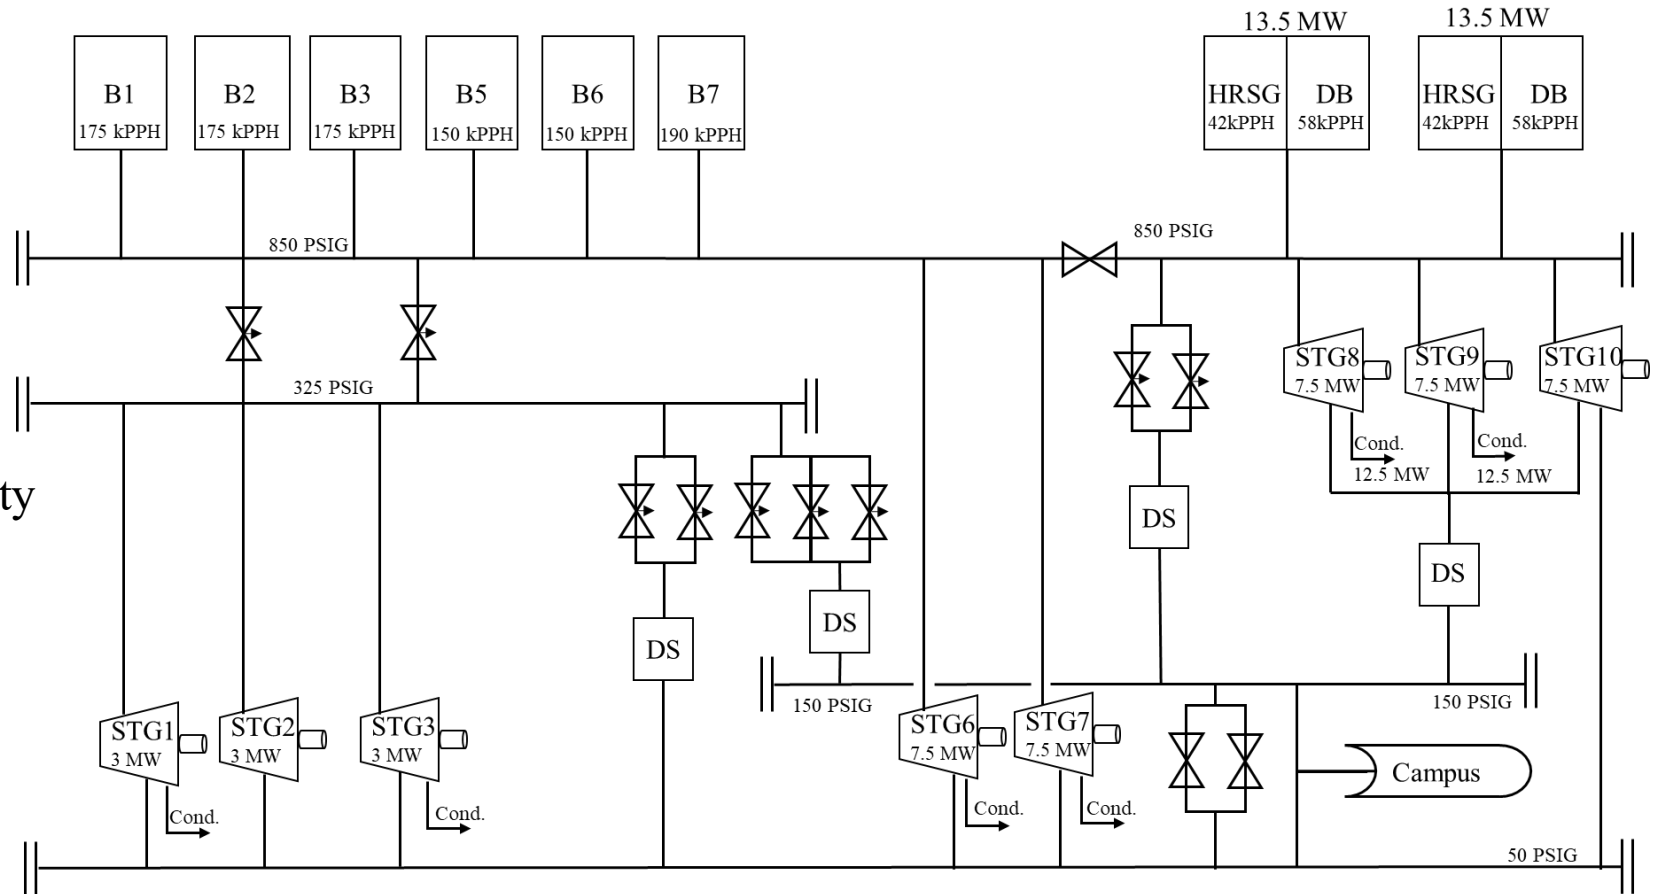 13.5 MW
13.5 MW
B1
175 kPPH
B2
175 kPPH
B3
175 kPPH
B5
150 kPPH
B6
150 kPPH
B7
190 kPPH
HRSG
42kPPH
DB
58kPPH
HRSG
42kPPH
DB
58kPPH
850 PSIG
850 PSIG
325 PSIG
STG8
7.5 MW
STG9
7.5 MW
STG10
7.5 MW
Cond.
12.5 MW
Cond.
12.5 MW
ty
DS
DS
DS
DS
150 PSIG
150 PSIG
STG1
3 MW
STG2
3 MW
STG3
3 MW
STG6
7.5 MW
STG7
7.5 MW
Campus
Cond.
Cond.
Cond.
Cond.
50 PSIG